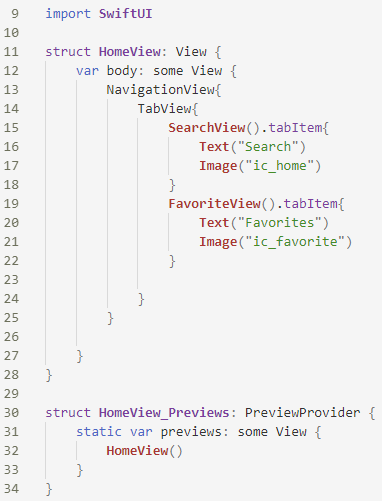 9 import SwiftUI
10
11 struct HomeView: View {
12     var body: some View {
13         NavigationView{
14             TabView{
15                 SearchView().tabItem{
16                     Text("Search")
17                     Image("ic_home")
18                 }
19                 FavoriteView().tabItem{
20                     Text("Favorites")
21                     Image("ic_favorite")
22                 }
23
24             }
25         }
26
27     }
28 }
29
30 struct HomeView_Previews: PreviewProvider {
31     static var previews: some View {
32         HomeView()
33     }
34 }